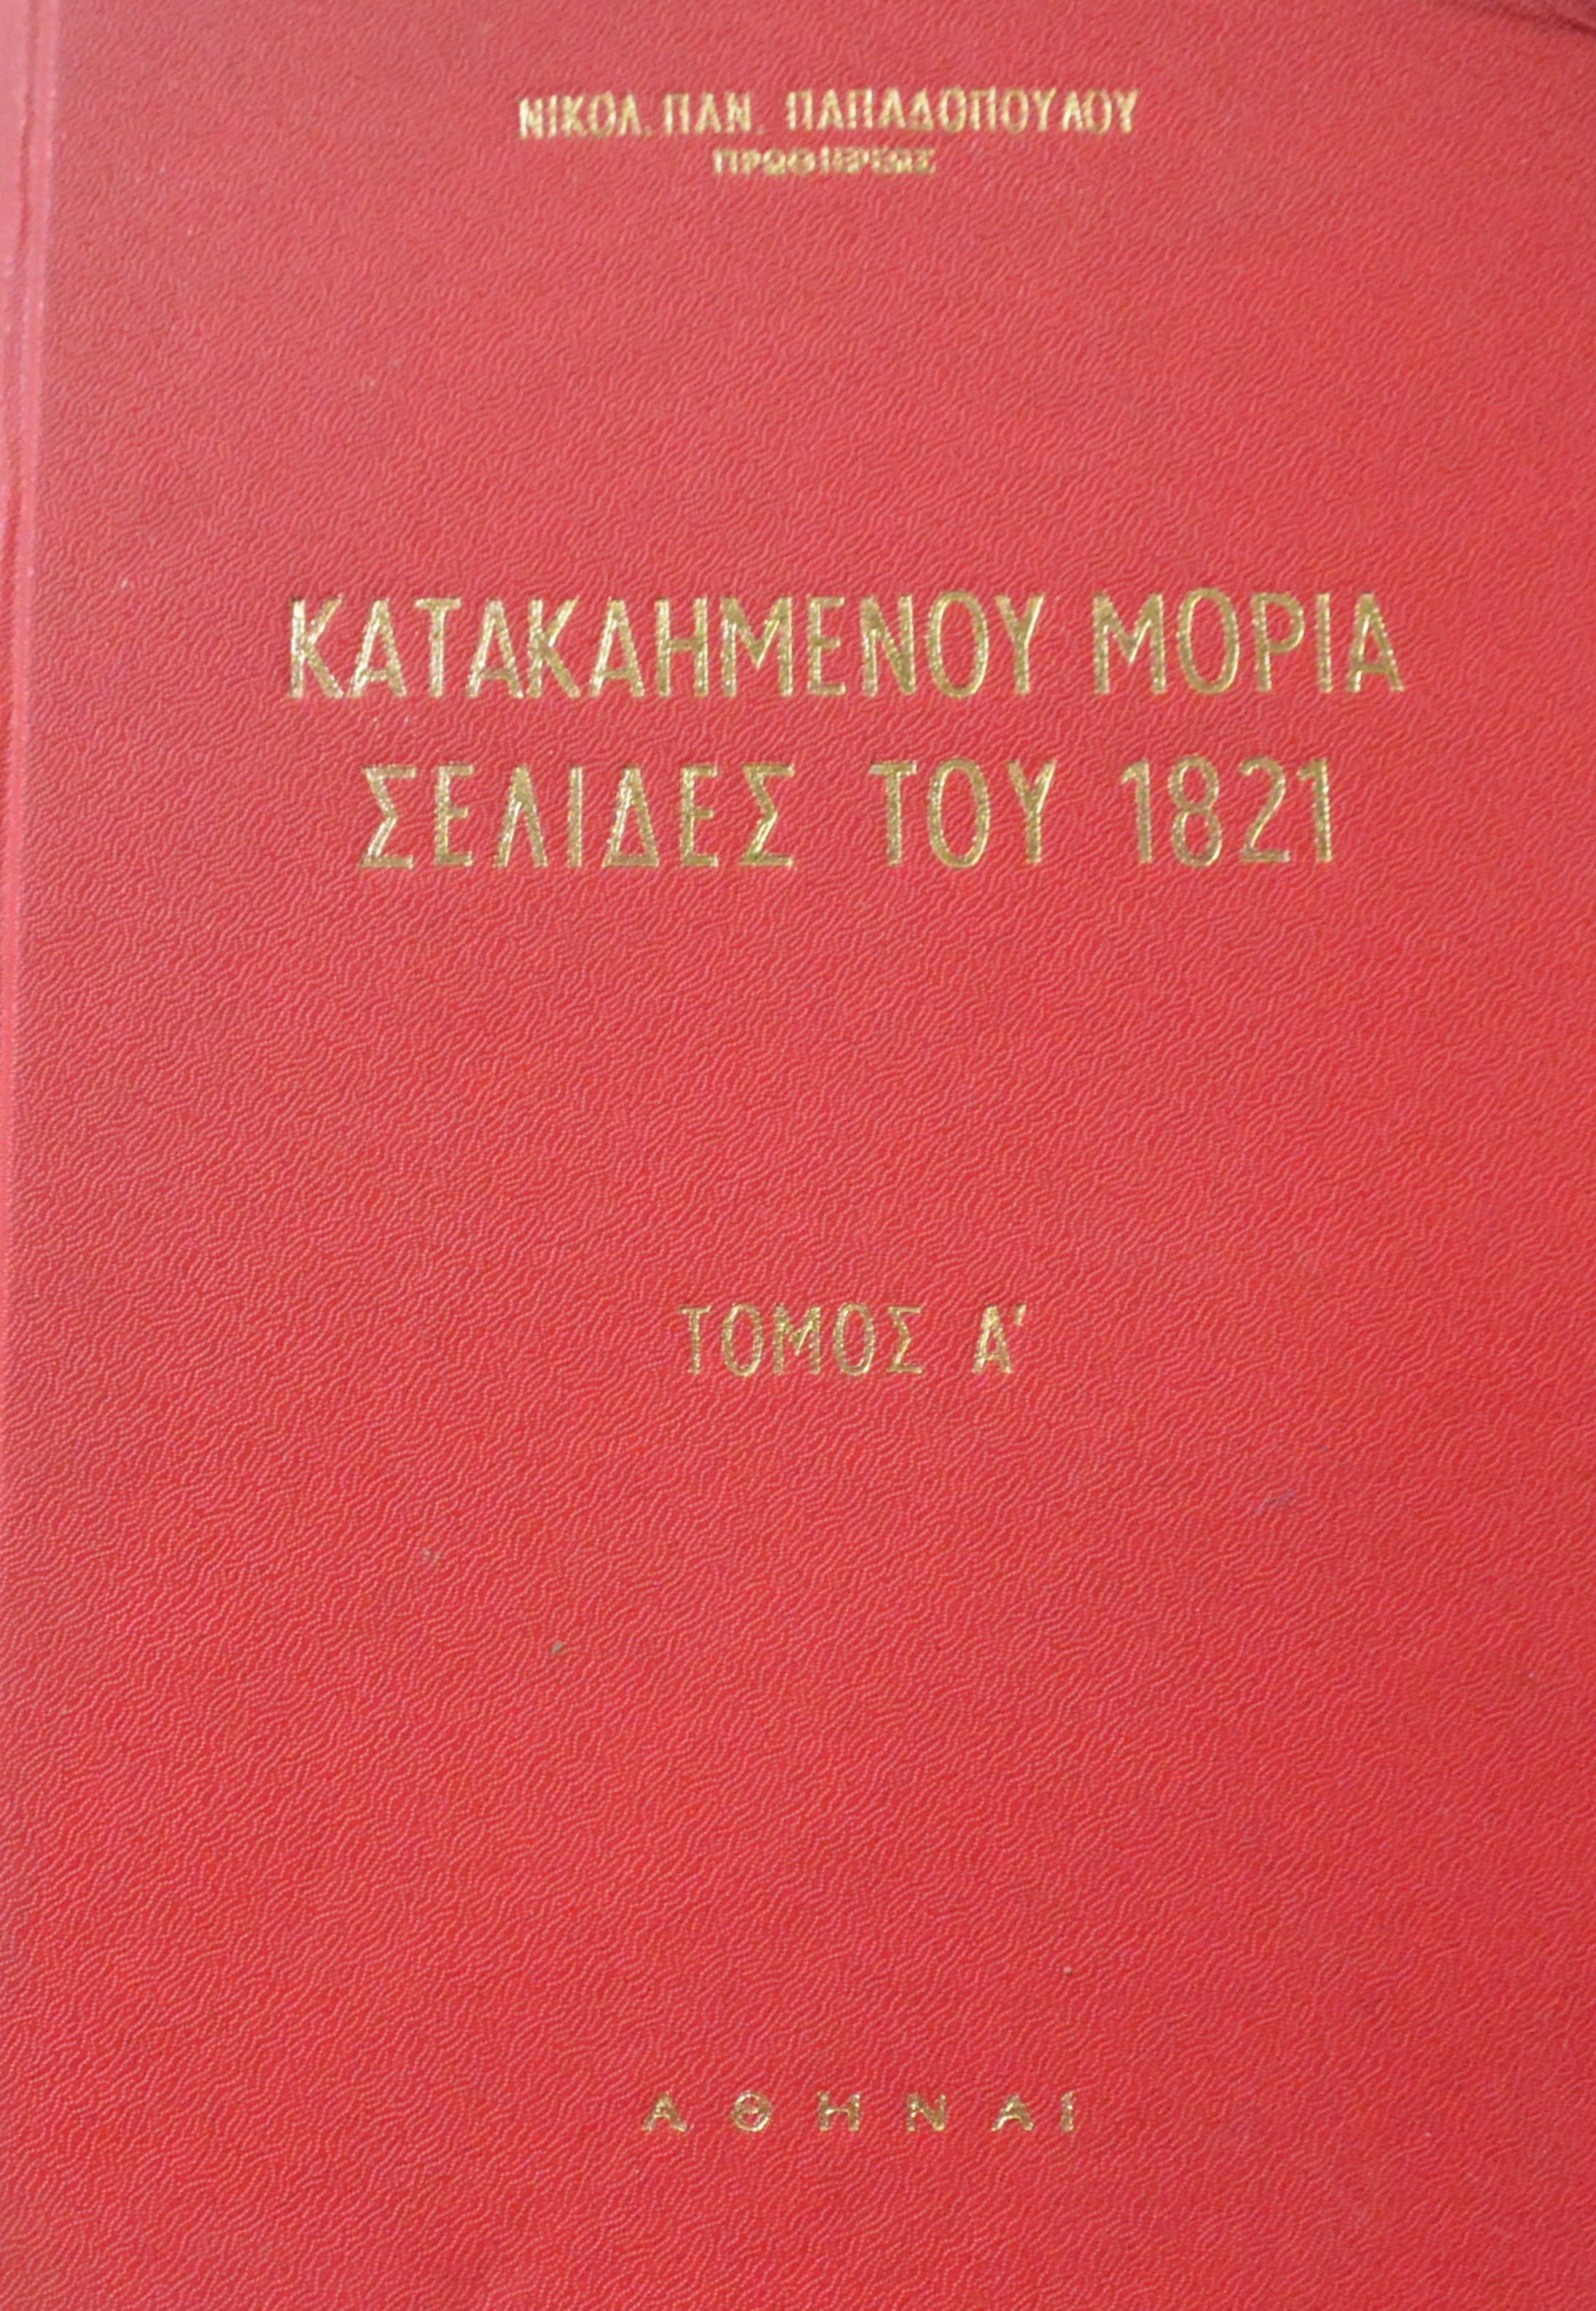 ΝΙΚΟΛ. ΠΑΝ. ΠΑΠΑΔΟΠΟΥΛΟΥ
ΠΡΩΘΙΕΡΕΩΣ
ΚΑΤΑΚΑΗΜΕΝΟΥ ΜΟΡΙΑ
ΣΕΛΙΔΕΣ ΤΟΥ 1821
ΤΟΜΟΣ Α'
ΑΘΗΝΑΙ